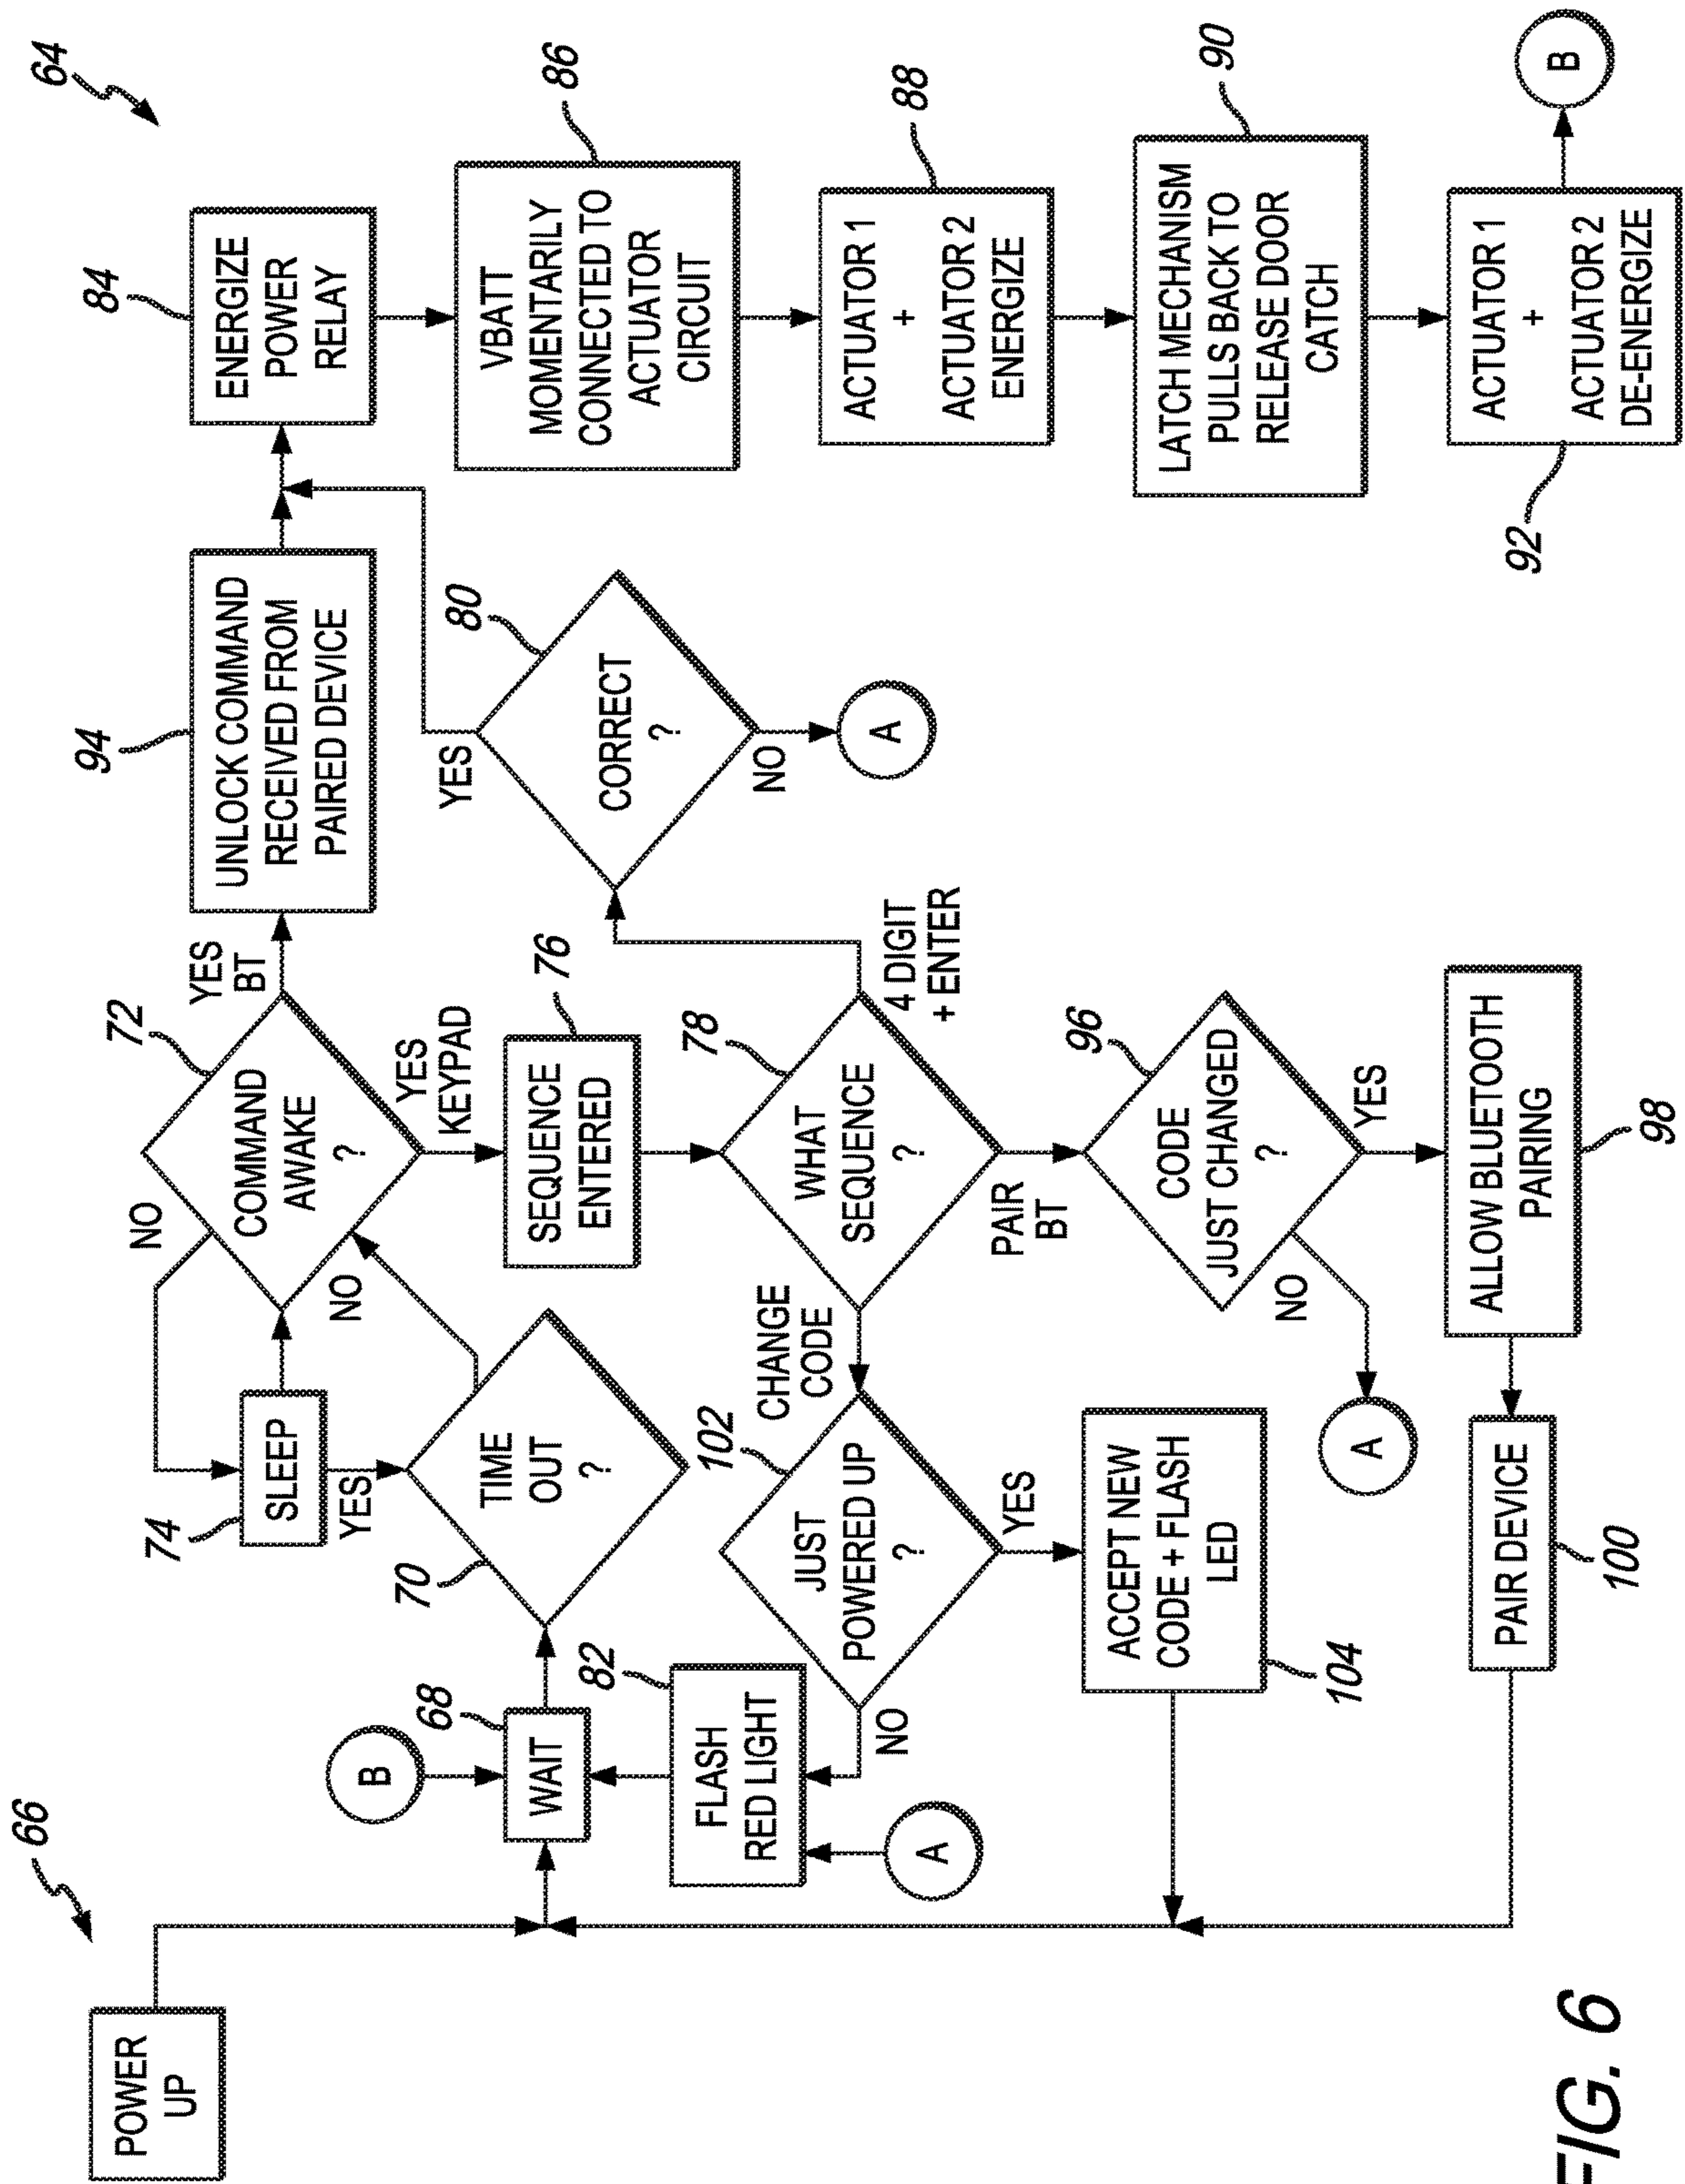 66
POWER
UP
B
68
WAIT
82
FLASH
RED LIGHT
A
74
SLEEP
YES
70
TIME
OUT
?
NO
NO
72
COMMAND
AWAKE
?
YES
BT
YES
KEYPAD
76
SEQUENCE
ENTERED
78
WHAT
SEQUENCE
?
CHANGE
CODE
102
JUST
POWERED UP
?
NO
YES
ACCEPT NEW
CODE + FLASH
LED
104
PAIR
BT
96
CODE
JUST CHANGED
?
NO
A
YES
ALLOW BLUETOOTH
PAIRING
98
PAIR DEVICE
100
4 DIGIT
+ ENTER
80
CORRECT
?
YES
NO
A
94
UNLOCK COMMAND
RECEIVED FROM
PAIRED DEVICE
64
84
ENERGIZE
POWER
RELAY
86
VBATT
MOMENTARILY
CONNECTED TO
ACTUATOR
CIRCUIT
88
ACTUATOR 1
+
ACTUATOR 2
ENERGIZE
90
LATCH MECHANISM
PULLS BACK TO
RELEASE DOOR
CATCH
92
ACTUATOR 1
+
ACTUATOR 2
DE-ENERGIZE
B
FIG. 6